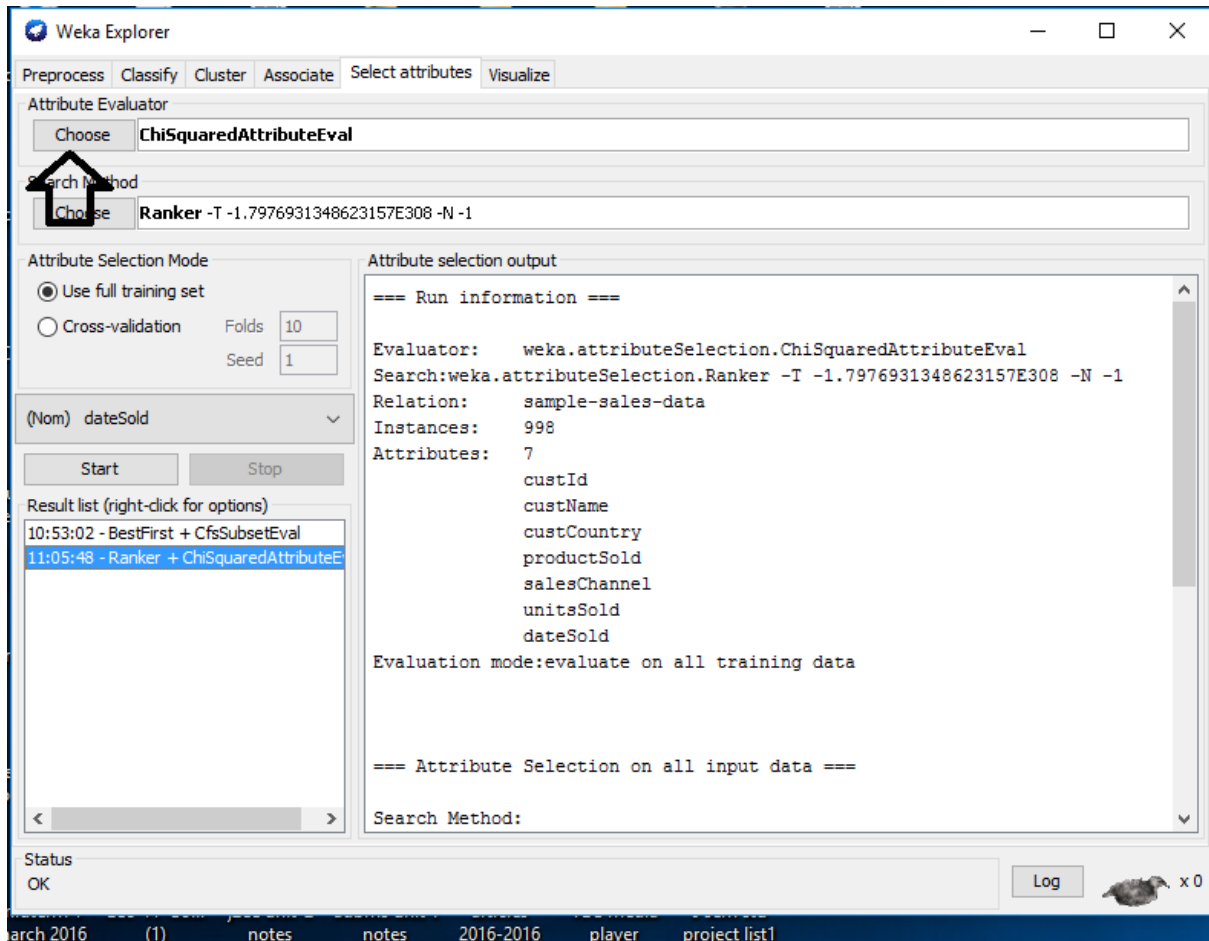 Weka Explorer
Preprocess Classify Cluster Associate Select attributes Visualize
Attribute Evaluator
Choose ChiSquaredAttributeEval
Search Method
Choose Ranker -T -1.7976931348623157E308 -N -1
Attribute Selection Mode
Use full training set
Cross-validation Folds 10
Seed 1
(Nom) dateSold
Start Stop
Result list (right-click for options)
10:53:02 - BestFirst + CfsSubsetEval
11:05:48 - Ranker + ChiSquaredAttributeE
Attribute selection output
=== Run information ===
Evaluator: weka.attributeSelection.ChiSquaredAttributeEval
Search:weka.attributeSelection.Ranker -T -1.7976931348623157E308 -N -1
Relation: sample-sales-data
Instances: 998
Attributes: 7
custId
custName
custCountry
productSold
salesChannel
unitsSold
dateSold
Evaluation mode:evaluate on all training data
=== Attribute Selection on all input data ===
Search Method:
Status
OK
Log x 0
march 2016 (1) notes notes 2016-2016 player project list1